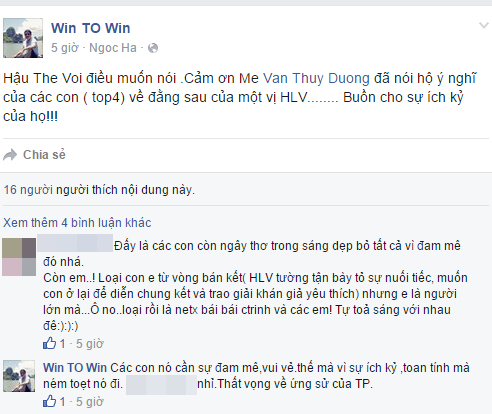 Win TO Win
5 giờ · Ngoc Ha ·
Hậu The Voi điều muốn nói .Cảm ơn Me Van Thuy Duong đã nói hộ ý nghĩ
của các con ( top4) về đằng sau của một vị HLV........ Buồn cho sự ích kỷ
của họ!!!
Chia sẻ
16 người người thích nội dung này.
Xem thêm 4 bình luận khác
Đấy là các con còn ngây thơ trong sáng dẹp bỏ tất cả vì đam mê
đó nhá.
Còn em..! Loại con e từ vòng bán kết( HLV tường tận bảy tỏ sự nuối tiếc, muốn
con ở lại để diễn chung kết và trao giải khán giả yêu thích) nhưng e là người
lớn mà...Ô no..loại rồi là netx bái bái ctrinh và các em! Tự toả sáng với nhau
đê:):):)
1 · 5 giờ
Win TO Win Các con nó cần sự đam mê,vui vẻ.thế mà vì sự ích kỷ ,toan tính mà
ném toẹt nó đi. nhỉ.Thất vọng về ứng sử của TP.
1 · 5 giờ